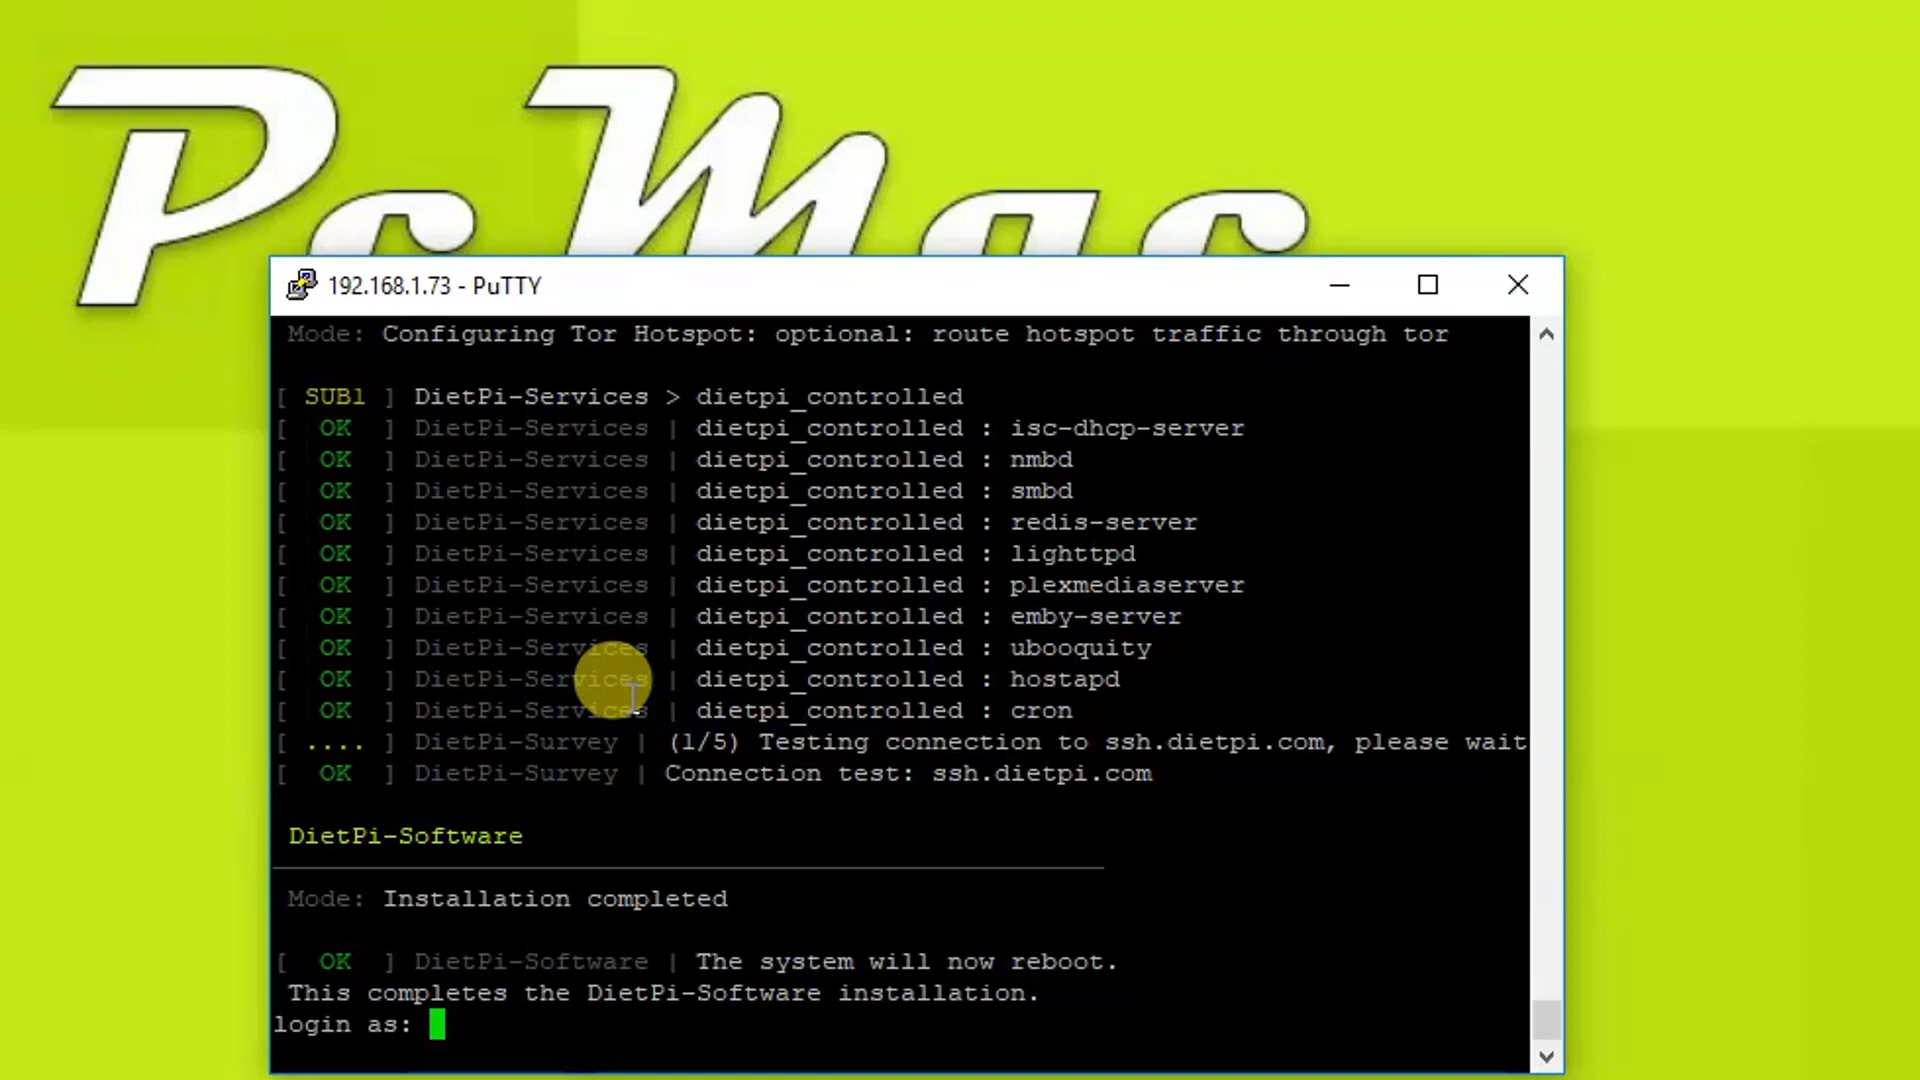 Pc Mac
192.168.1.73 - PuTTY
Mode: Configuring Tor Hotspot: optional: route hotspot traffic through tor
[ SUB1 ] DietPi-Services > dietpi_controlled
[ OK ] DietPi-Services | dietpi_controlled : isc-dhcp-server
[ OK ] DietPi-Services | dietpi_controlled : nmbd
[ OK ] DietPi-Services | dietpi_controlled : smbd
[ OK ] DietPi-Services | dietpi_controlled : redis-server
[ OK ] DietPi-Services | dietpi_controlled : lighttpd
[ OK ] DietPi-Services | dietpi_controlled : plexmediaserver
[ OK ] DietPi-Services | dietpi_controlled : emby-server
[ OK ] DietPi-Services | dietpi_controlled : ubooquity
[ OK ] DietPi-Services | dietpi_controlled : hostapd
[ OK ] DietPi-Services | dietpi_controlled : cron
[ .... ] DietPi-Survey | (1/5) Testing connection to ssh.dietpi.com, please wait
[ OK ] DietPi-Survey | Connection test: ssh.dietpi.com
DietPi-Software
Mode: Installation completed
[ OK ] DietPi-Software | The system will now reboot.
This completes the DietPi-Software installation.
login as: